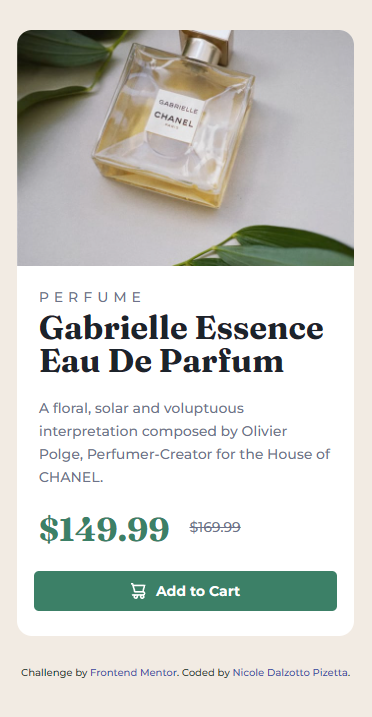 GABRIELLE
CHANEL
PARIS
PERFUME
Gabrielle Essence
Eau De Parfum
A floral, solar and voluptuous
interpretation composed by Olivier
Polge, Perfumer-Creator for the House of
CHANEL.
$149.99 $169.99
Add to Cart
Challenge by Frontend Mentor. Coded by Nicole Dalzotto Pizetta.